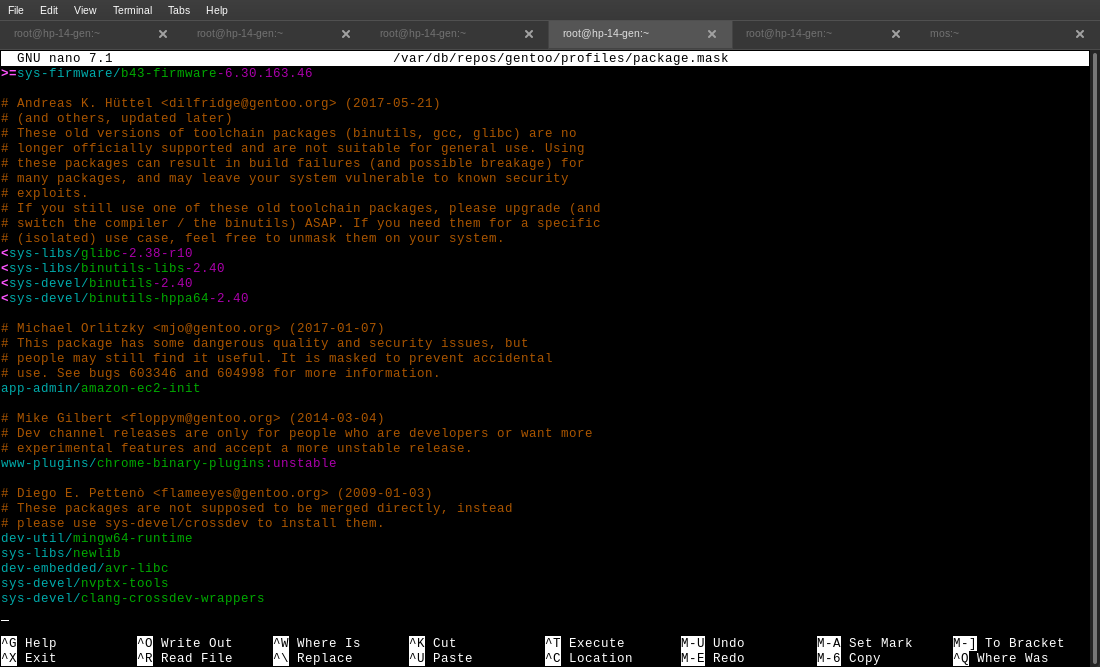 File Edit View Terminal Tabs Help
root@hp-14-gen:~ root@hp-14-gen:~ root@hp-14-gen:~ root@hp-14-gen:~ root@hp-14-gen:~ mos:~
GNU nano 7.1 /var/db/repos/gentoo/profiles/package.mask
>=sys-firmware/b43-firmware-6.30.163.46
# Andreas K. Hüttel <dilfridge@gentoo.org> (2017-05-21)
# (and others, updated later)
# These old versions of toolchain packages (binutils, gcc, glibc) are no
# longer officially supported and are not suitable for general use. Using
# these packages can result in build failures (and possible breakage) for
# many packages, and may leave your system vulnerable to known security
# exploits.
# If you still use one of these old toolchain packages, please upgrade (and
# switch the compiler / the binutils) ASAP. If you need them for a specific
# (isolated) use case, feel free to unmask them on your system.
<sys-libs/glibc-2.38-r10
<sys-libs/binutils-libs-2.40
<sys-devel/binutils-2.40
<sys-devel/binutils-hppa64-2.40
# Michael Orlitzky <mjo@gentoo.org> (2017-01-07)
# This package has some dangerous quality and security issues, but
# people may still find it useful. It is masked to prevent accidental
# use. See bugs 603346 and 604998 for more information.
app-admin/amazon-ec2-init
# Mike Gilbert <floppym@gentoo.org> (2014-03-04)
# Dev channel releases are only for people who are developers or want more
# experimental features and accept a more unstable release.
www-plugins/chrome-binary-plugins:unstable
# Diego E. Pettenò <flameeyes@gentoo.org> (2009-01-03)
# These packages are not supposed to be merged directly, instead
# please use sys-devel/crossdev to install them.
dev-util/mingw64-runtime
sys-libs/newlib
dev-embedded/avr-libc
sys-devel/nvptx-tools
sys-devel/clang-crossdev-wrappers
^G Help ^O Write Out ^W Where Is ^K Cut ^T Execute M-U Undo M-A Set Mark M-] To Bracket
^X Exit ^R Read File ^\ Replace ^U Paste ^C Location M-E Redo M-6 Copy ^Q Where Was